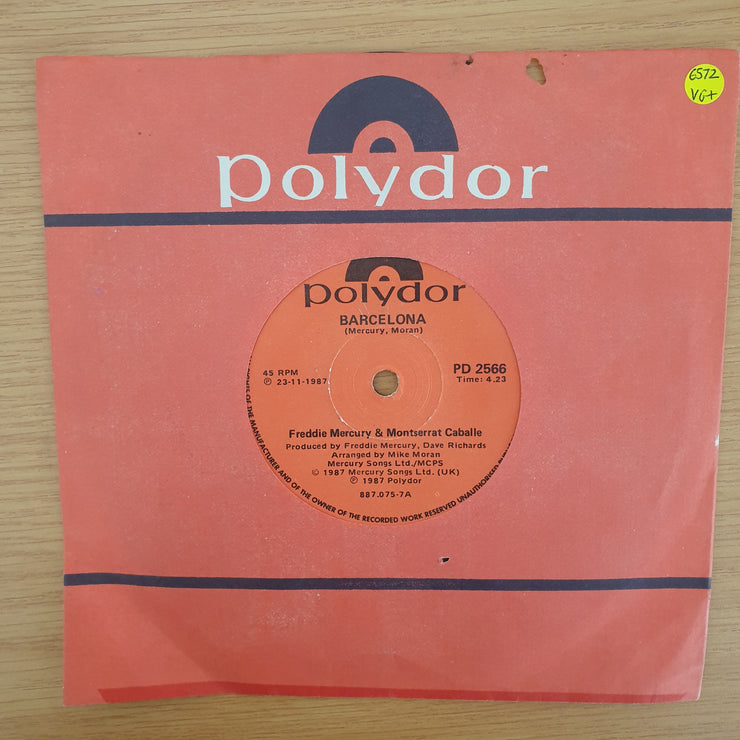 6572
VG+
polydor
polydor
BARCELONA
(Mercury, Moran)
45 RPM
℗ 23-11-1987
PD 2566
Time: 4.23
Freddie Mercury & Montserrat Caballe
Produced by Freddie Mercury, Dave Richards
Arranged by Mike Moran
Mercury Songs Ltd./MCPS
© 1987 Mercury Songs Ltd. (UK)
℗ 1987 Polydor
887.075-7A
OF THE MANUFACTURER AND OF THE OWNER OF THE RECORDED WORK RESERVED UNAUTHORISED